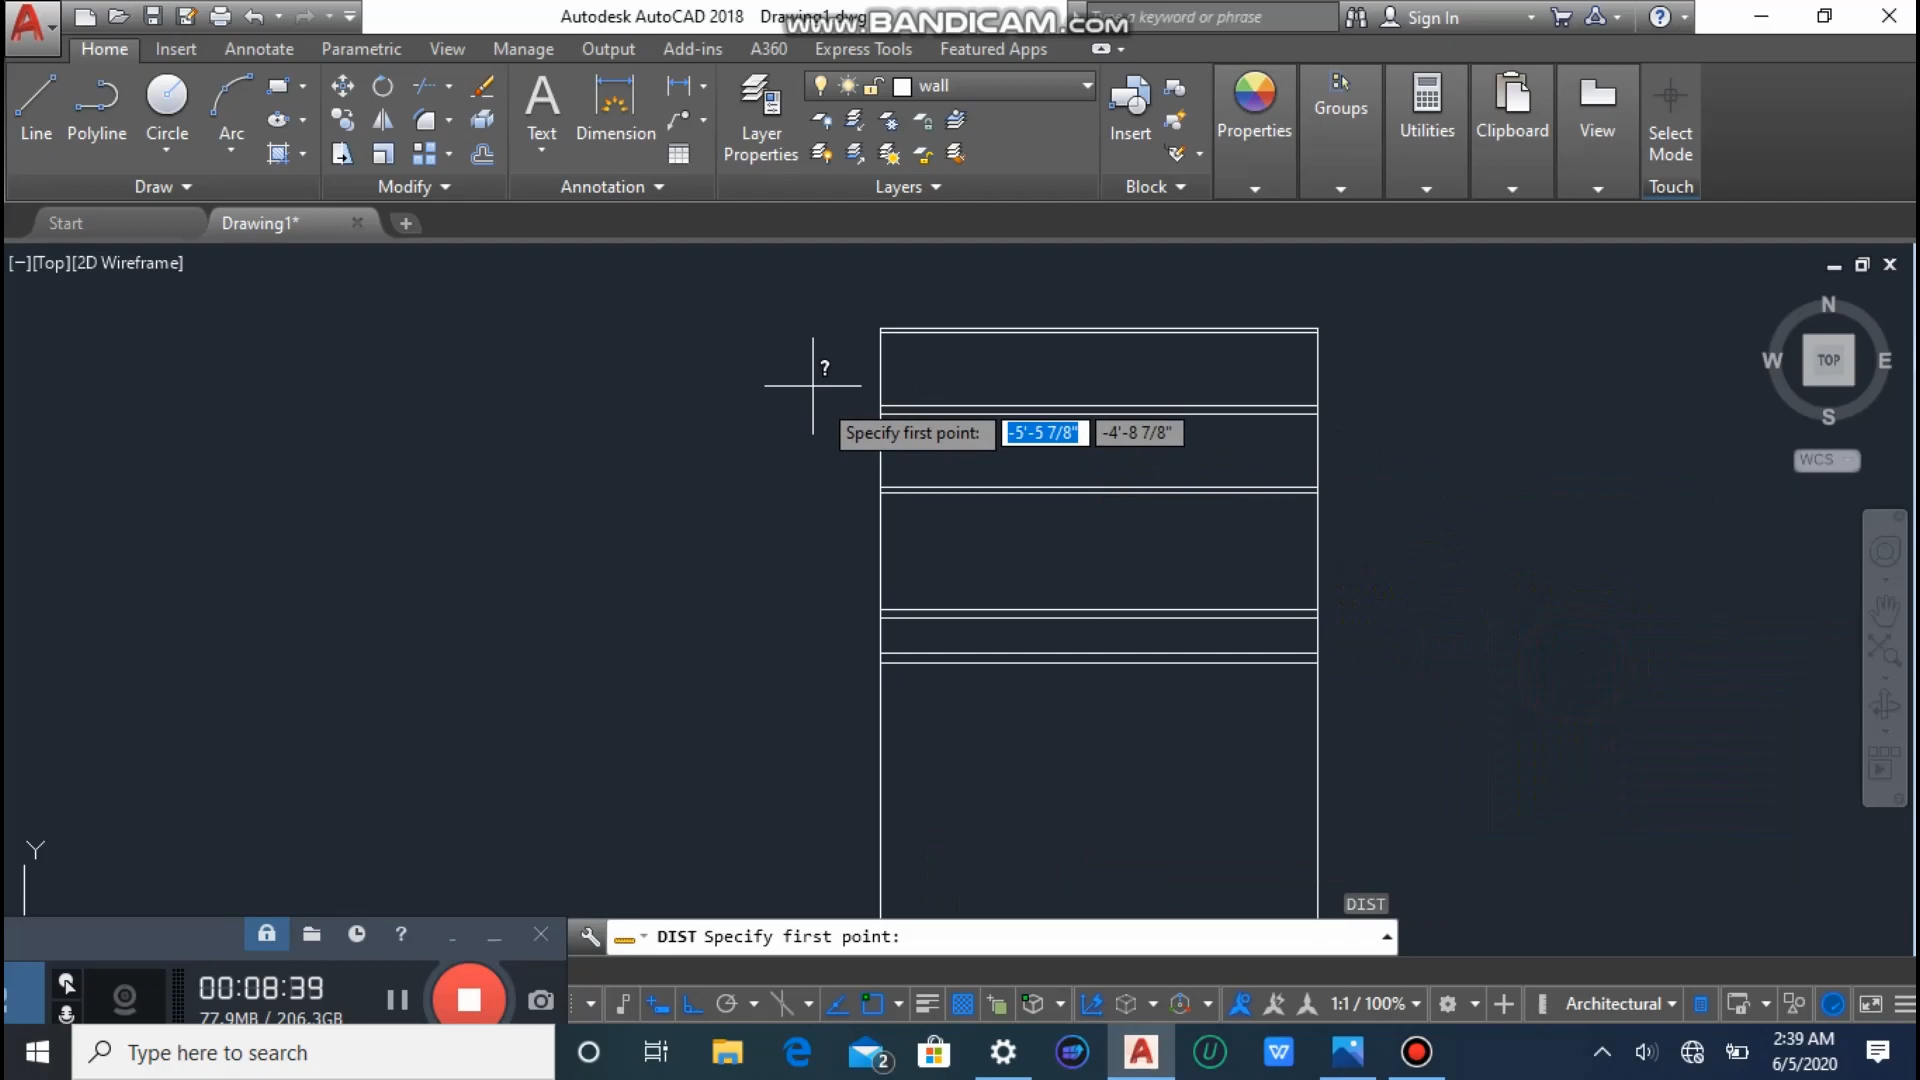 Autodesk AutoCAD 2018 Drawing1.dwg
www.BANDICAM.com
Type a keyword or phrase
Sign In
Home Insert Annotate Parametric View Manage Output Add-ins A360 Express Tools Featured Apps
Line Polyline Circle Arc
Text Dimension
Layer Properties
wall
Insert
Properties Groups Utilities Clipboard View
Select Mode
Draw Modify Annotation Layers Block Touch
Start Drawing1*
[−][Top][2D Wireframe]
N
W TOP E
S
WCS
?
Specify first point: -5'-5 7/8" -4'-8 7/8"
Y
DIST
DIST Specify first point:
00:08:39
77.9MB / 206.3GB
1:1 / 100% Architectural
Type here to search
2
2:39 AM
6/5/2020